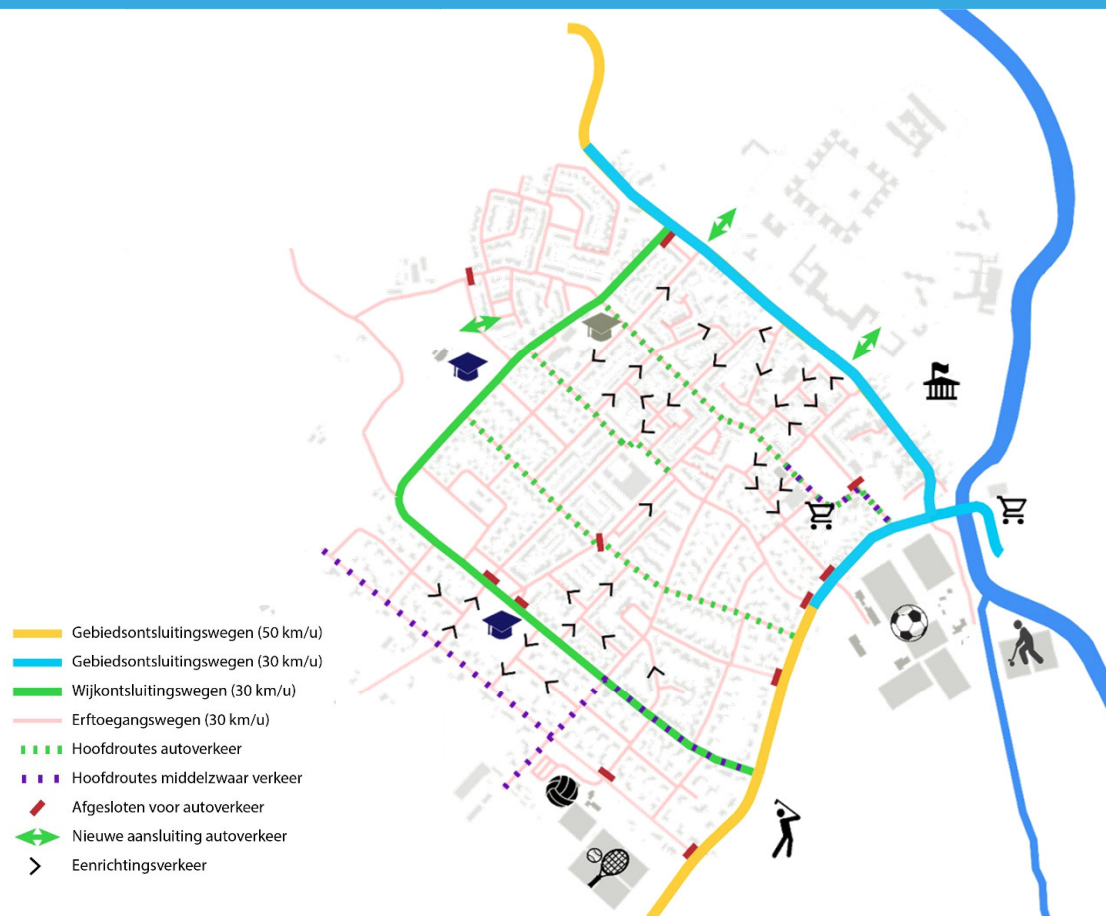 Gebiedsontsluitingswegen (50 km/u)
Gebiedsontsluitingswegen (30 km/u)
Wijkontsluitingswegen (30 km/u)
Erftoegangswegen (30 km/u)
Hoofdroutes autoverkeer
Hoofdroutes middelzwaar verkeer
Afgesloten voor autoverkeer
Nieuwe aansluiting autoverkeer
Eenrichtingsverkeer